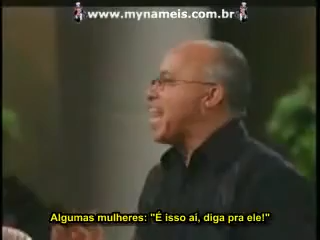 www.mynameis.com.br
Algumas mulheres: "É isso aí, diga pra ele!"